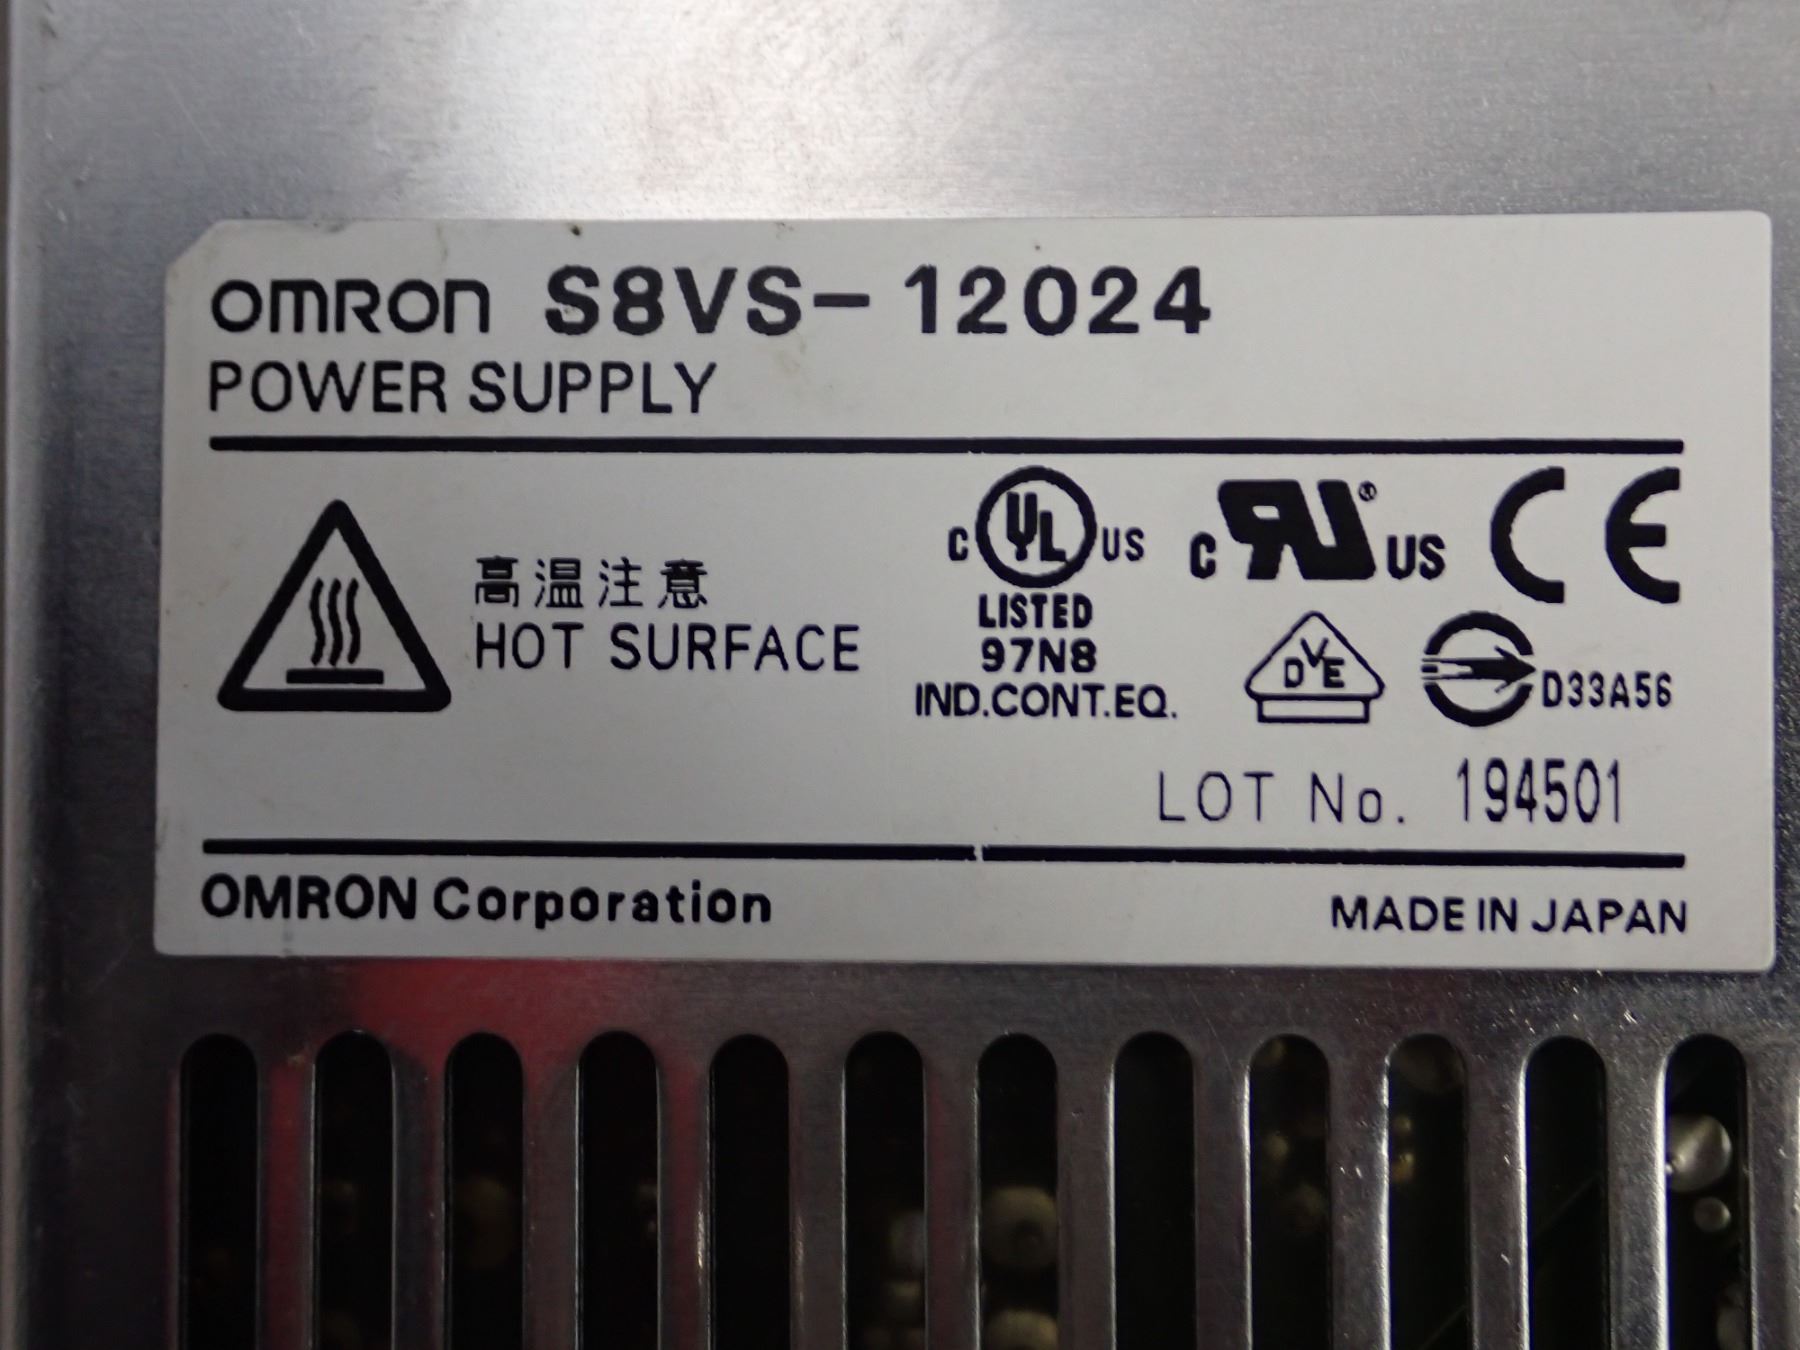 OMRON S8VS-12024
POWER SUPPLY
高温注意
HOT SURFACE
C UL US
LISTED
97N8
IND.CONT.EQ.
C RU® US
CE
DVE
D33A56
LOT No. 194501
OMRON Corporation
MADE IN JAPAN